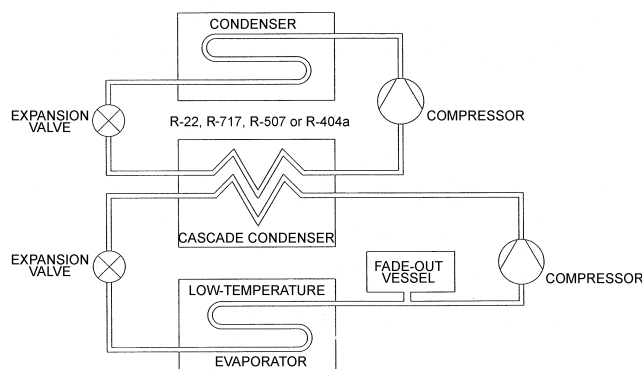 CONDENSER
EXPANSION
VALVE
R-22, R-717, R-507 or R-404a
COMPRESSOR
CASCADE CONDENSER
EXPANSION
VALVE
FADE-OUT
VESSEL
COMPRESSOR
LOW-TEMPERATURE
EVAPORATOR